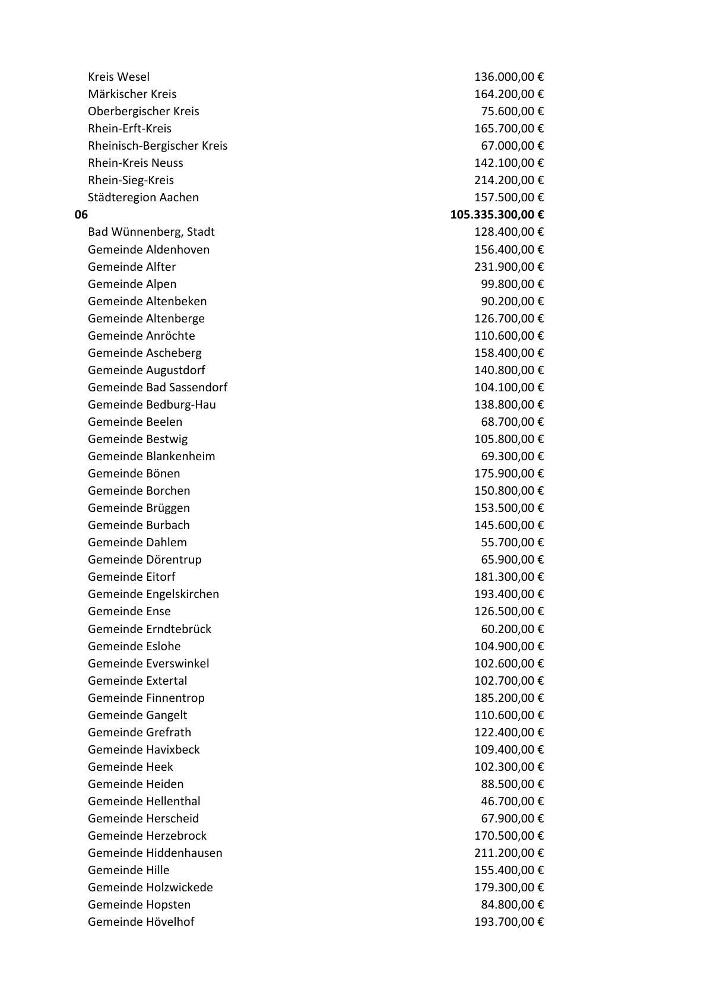 Kreis Wesel 136.000,00 €
Märkischer Kreis 164.200,00 €
Oberbergischer Kreis 75.600,00 €
Rhein-Erft-Kreis 165.700,00 €
Rheinisch-Bergischer Kreis 67.000,00 €
Rhein-Kreis Neuss 142.100,00 €
Rhein-Sieg-Kreis 214.200,00 €
Städteregion Aachen 157.500,00 €
06 105.335.300,00 €
Bad Wünnenberg, Stadt 128.400,00 €
Gemeinde Aldenhoven 156.400,00 €
Gemeinde Alfter 231.900,00 €
Gemeinde Alpen 99.800,00 €
Gemeinde Altenbeken 90.200,00 €
Gemeinde Altenberge 126.700,00 €
Gemeinde Anröchte 110.600,00 €
Gemeinde Ascheberg 158.400,00 €
Gemeinde Augustdorf 140.800,00 €
Gemeinde Bad Sassendorf 104.100,00 €
Gemeinde Bedburg-Hau 138.800,00 €
Gemeinde Beelen 68.700,00 €
Gemeinde Bestwig 105.800,00 €
Gemeinde Blankenheim 69.300,00 €
Gemeinde Bönen 175.900,00 €
Gemeinde Borchen 150.800,00 €
Gemeinde Brüggen 153.500,00 €
Gemeinde Burbach 145.600,00 €
Gemeinde Dahlem 55.700,00 €
Gemeinde Dörentrup 65.900,00 €
Gemeinde Eitorf 181.300,00 €
Gemeinde Engelskirchen 193.400,00 €
Gemeinde Ense 126.500,00 €
Gemeinde Erndtebrück 60.200,00 €
Gemeinde Eslohe 104.900,00 €
Gemeinde Everswinkel 102.600,00 €
Gemeinde Extertal 102.700,00 €
Gemeinde Finnentrop 185.200,00 €
Gemeinde Gangelt 110.600,00 €
Gemeinde Grefrath 122.400,00 €
Gemeinde Havixbeck 109.400,00 €
Gemeinde Heek 102.300,00 €
Gemeinde Heiden 88.500,00 €
Gemeinde Hellenthal 46.700,00 €
Gemeinde Herscheid 67.900,00 €
Gemeinde Herzebrock 170.500,00 €
Gemeinde Hiddenhausen 211.200,00 €
Gemeinde Hille 155.400,00 €
Gemeinde Holzwickede 179.300,00 €
Gemeinde Hopsten 84.800,00 €
Gemeinde Hövelhof 193.700,00 €